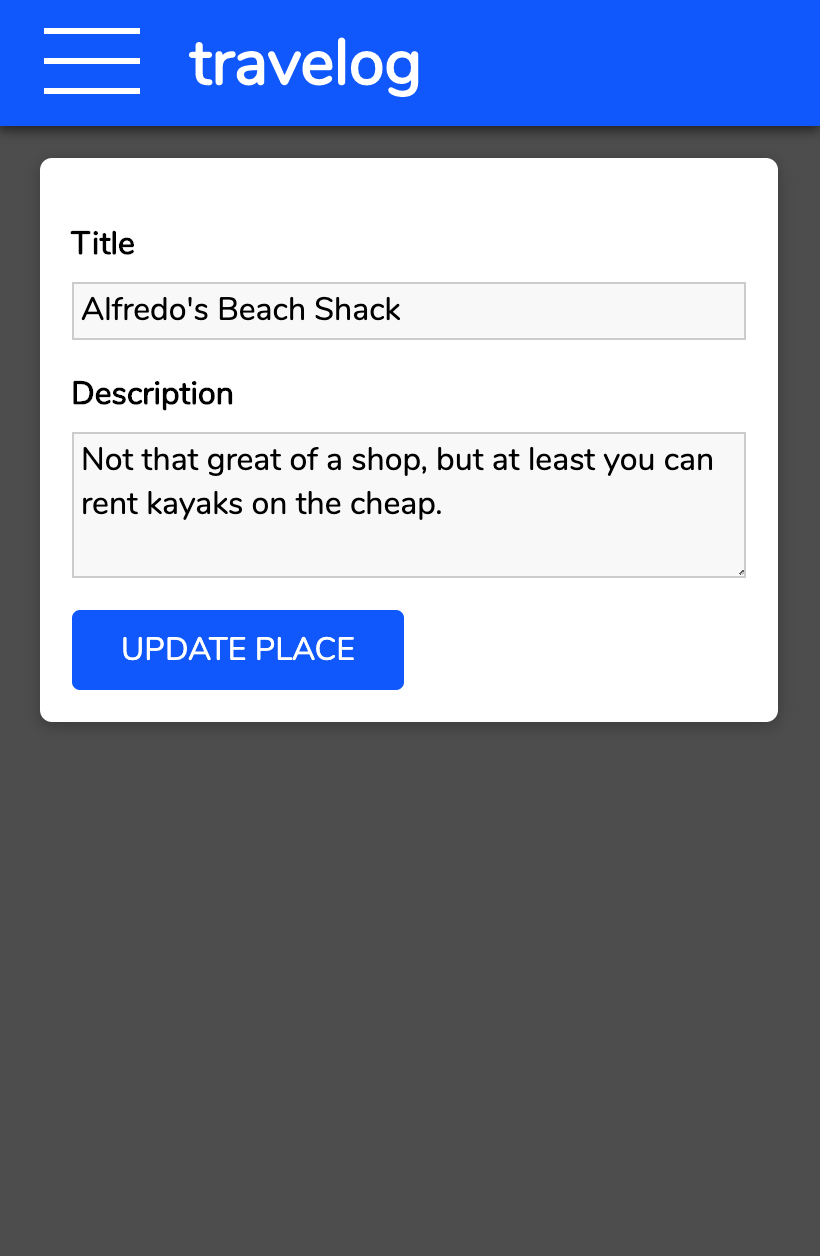 travelog
Title
Alfredo's Beach Shack
Description
Not that great of a shop, but at least you can
rent kayaks on the cheap.
UPDATE PLACE